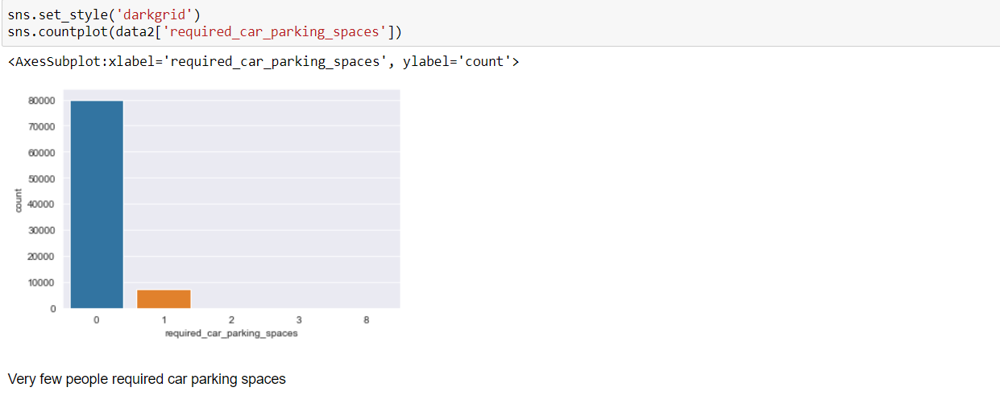 sns.set_style('darkgrid')
sns.countplot(data2['required_car_parking_spaces'])
<AxesSubplot:xlabel='required_car_parking_spaces', ylabel='count'>
80000
70000
60000
50000
40000
30000
20000
10000
0
count
0 1 2 3 8
required_car_parking_spaces
Very few people required car parking spaces